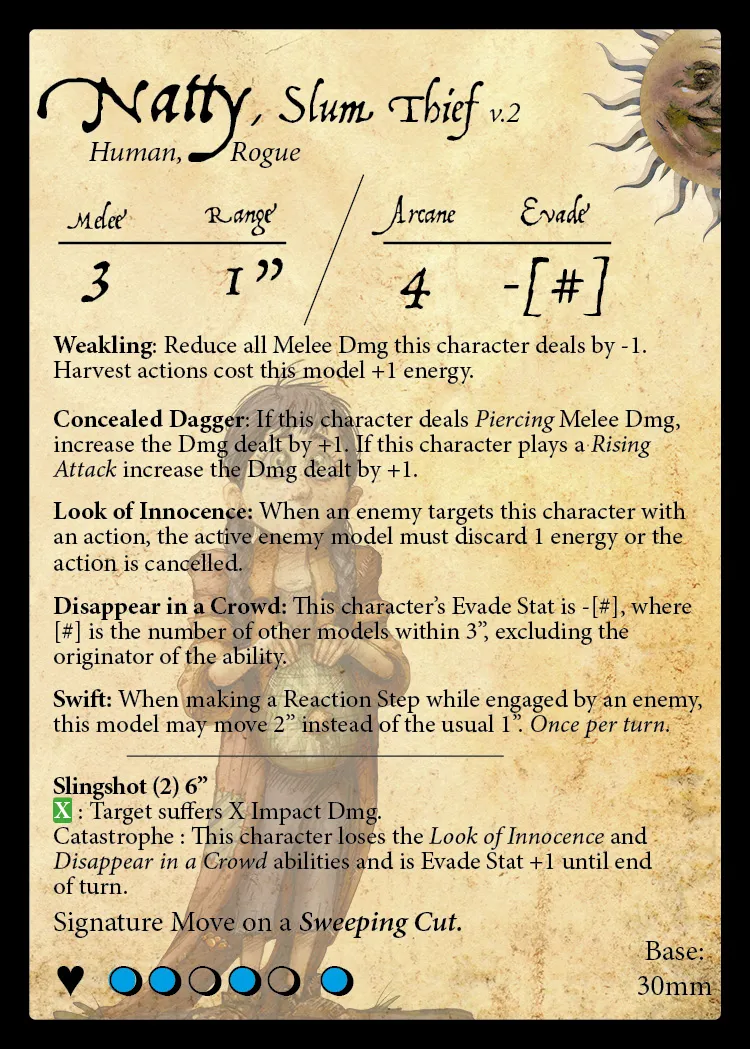 Natty, Slum Thief v.2
Human, Rogue
Melee Range Arcane Evade
3 1” 4 -[#]
Weakling: Reduce all Melee Dmg this character deals by -1.
Harvest actions cost this model +1 energy.
Concealed Dagger: If this character deals Piercing Melee Dmg,
increase the Dmg dealt by +1. If this character plays a Rising
Attack increase the Dmg dealt by +1.
Look of Innocence: When an enemy targets this character with
an action, the active enemy model must discard 1 energy or the
action is cancelled.
Disappear in a Crowd: This character’s Evade Stat is -[#], where
[#] is the number of other models within 3”, excluding the
originator of the ability.
Swift: When making a Reaction Step while engaged by an enemy,
this model may move 2” instead of the usual 1”. Once per turn.
Slingshot (2) 6”
X : Target suffers X Impact Dmg.
Catastrophe : This character loses the Look of Innocence and
Disappear in a Crowd abilities and is Evade Stat +1 until end
of turn.
Signature Move on a Sweeping Cut.
Base:
30mm